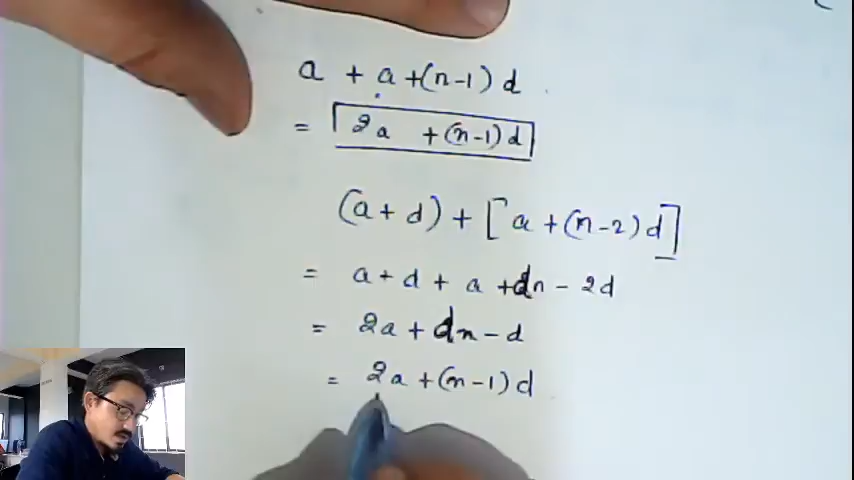 a + a + (n-1) d
= 2a + (n-1) d
(a + d) + [a + (n-2) d]
= a + d + a + dn - 2d
= 2a + dn - d
= 2a + (n-1) d